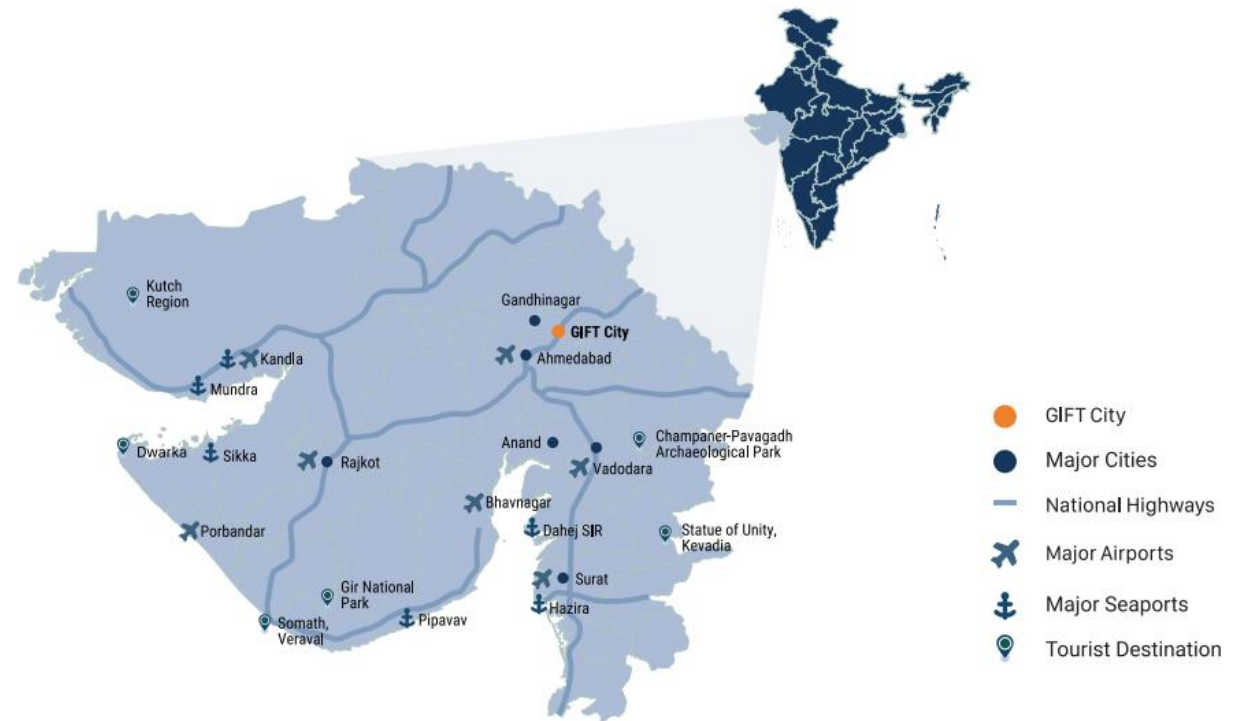 Kutch
Region
Gandhinagar
GIFT City
Ahmedabad
Kandla
Mundra
Dwarka
Sikka
Rajkot
Anand
Vadodara
Champaner-Pavagadh
Archaeological Park
Bhavnagar
Porbandar
Dahej SIR
Statue of Unity,
Kevadia
Surat
Gir National
Park
Hazira
Pipavav
Somath,
Veraval
GIFT City
Major Cities
National Highways
Major Airports
Major Seaports
Tourist Destination